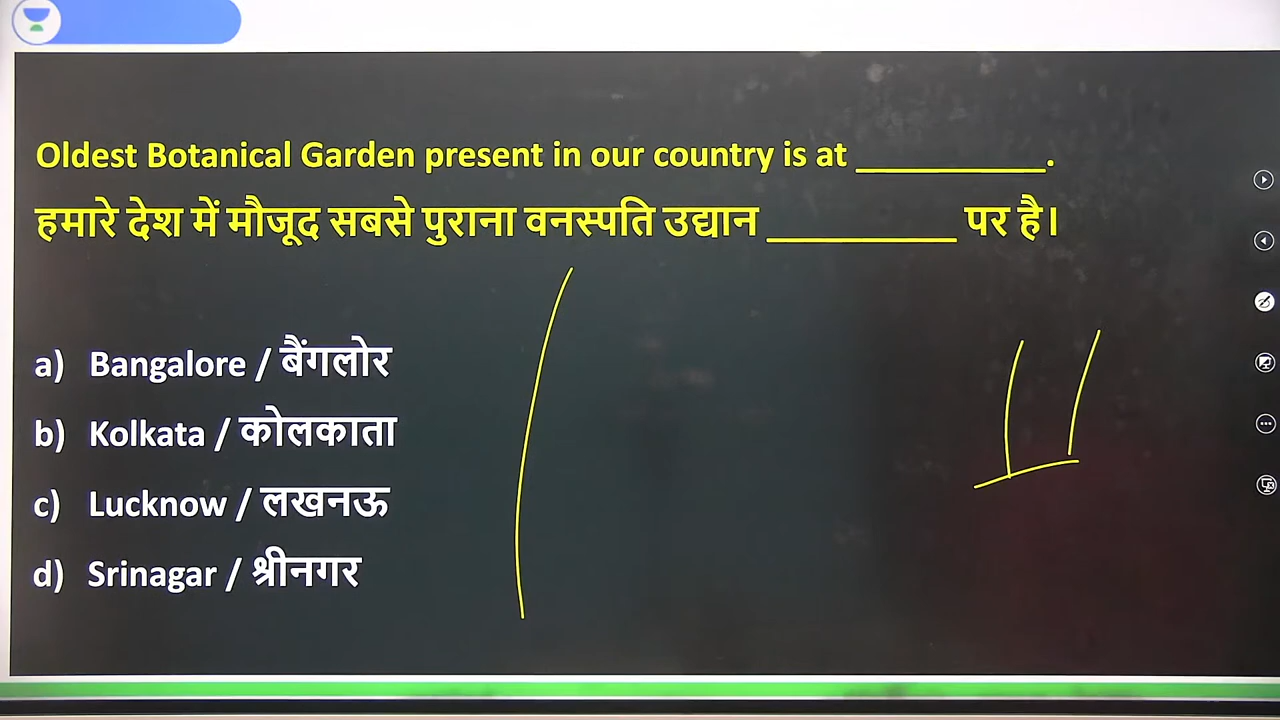 Oldest Botanical Garden present in our country is at __________.
हमारे देश में मौजूद सबसे पुराना वनस्पति उद्यान __________ पर है।
a) Bangalore / बैंगलोर
b) Kolkata / कोलकाता
c) Lucknow / लखनऊ
d) Srinagar / श्रीनगर